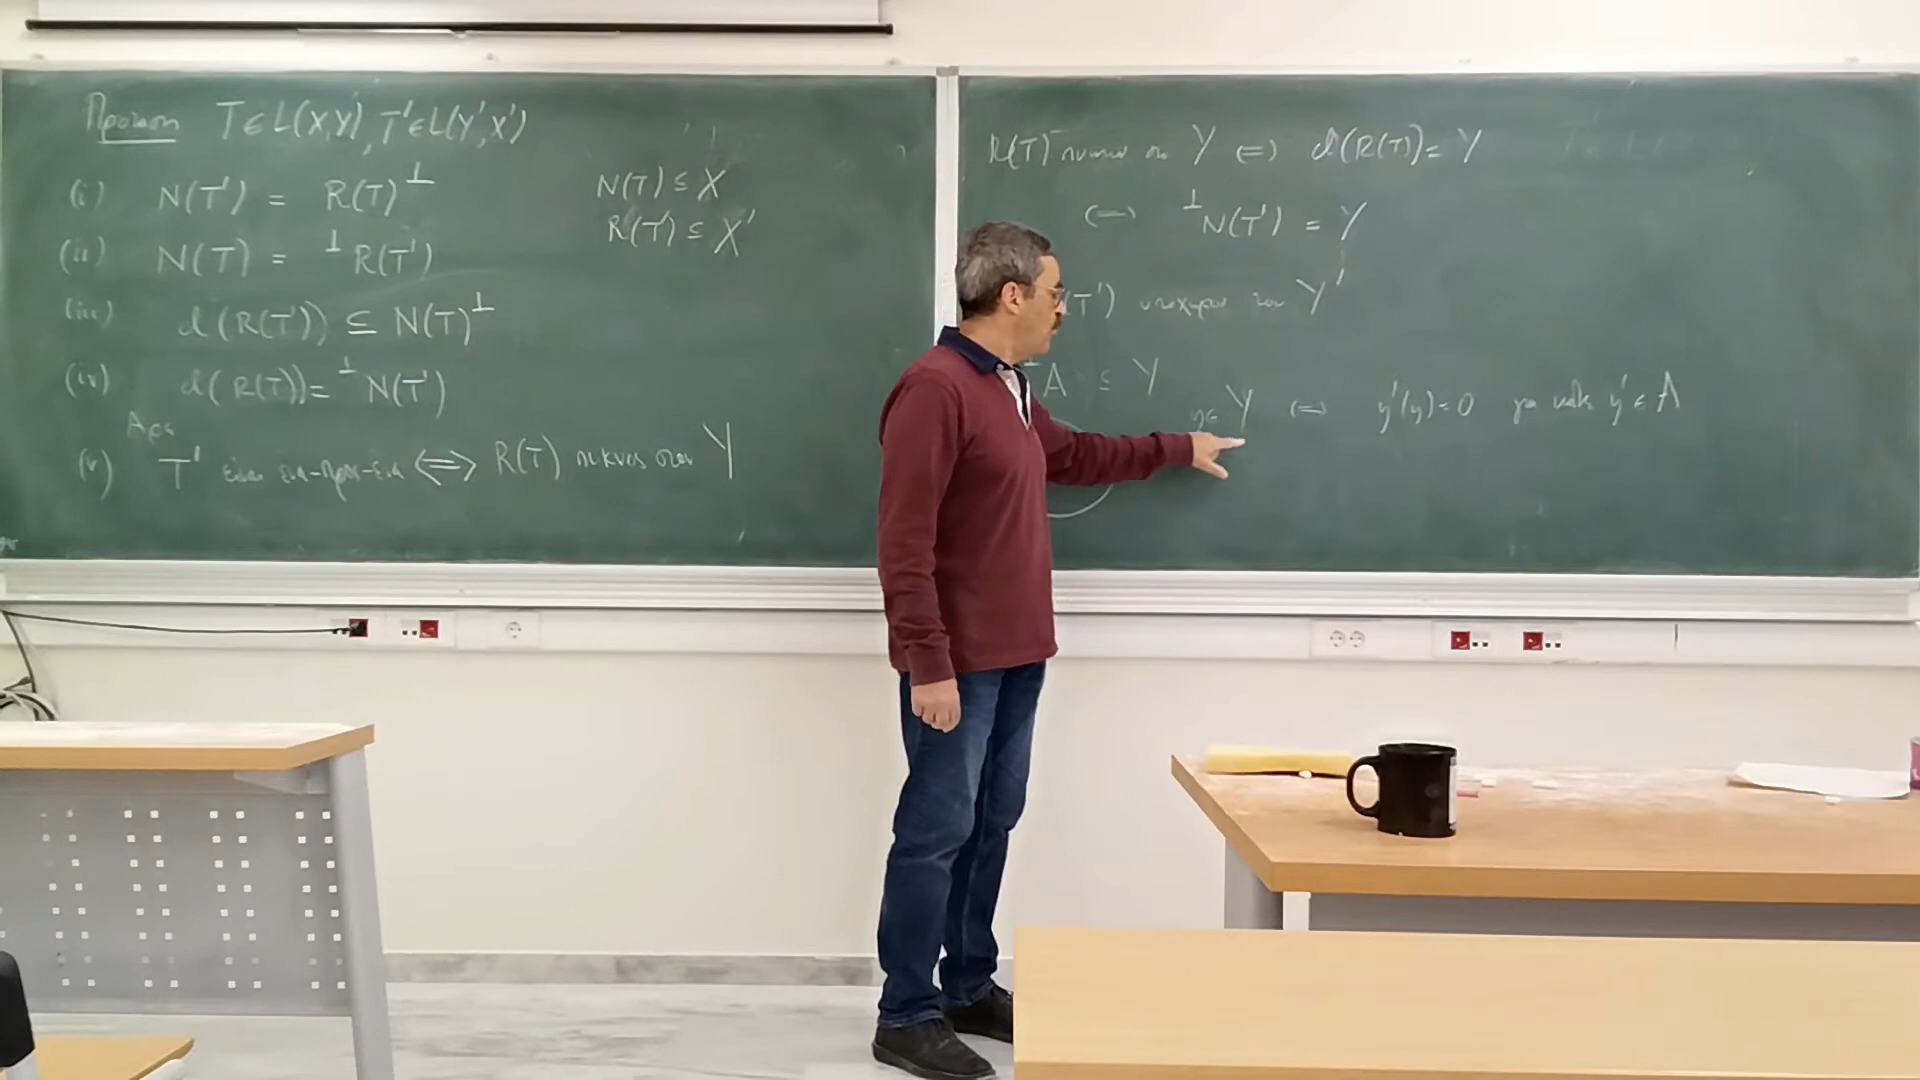 Πρόταση T ∈ L(X,Y), T' ∈ L(Y',X')
(i) N(T') = R(T)^⊥
(ii) N(T) = ^⊥R(T')
(iii) cl(R(T')) ⊆ N(T)^⊥
(iv) cl(R(T)) = ^⊥N(T')
Άρα
(v) T' είναι ένα-προς-ένα ⟺ R(T) πυκνός στον Y
N(T) ⊆ X
R(T') ⊆ X'
R(T) πυκνό στο Y ⟺ cl(R(T)) = Y
⟺ ^⊥N(T') = Y
(T') υπόχωρος του Y'
^⊥A ⊆ Y
y ∈ Y ⟺ y'(y) = 0 για κάθε y' ∈ A